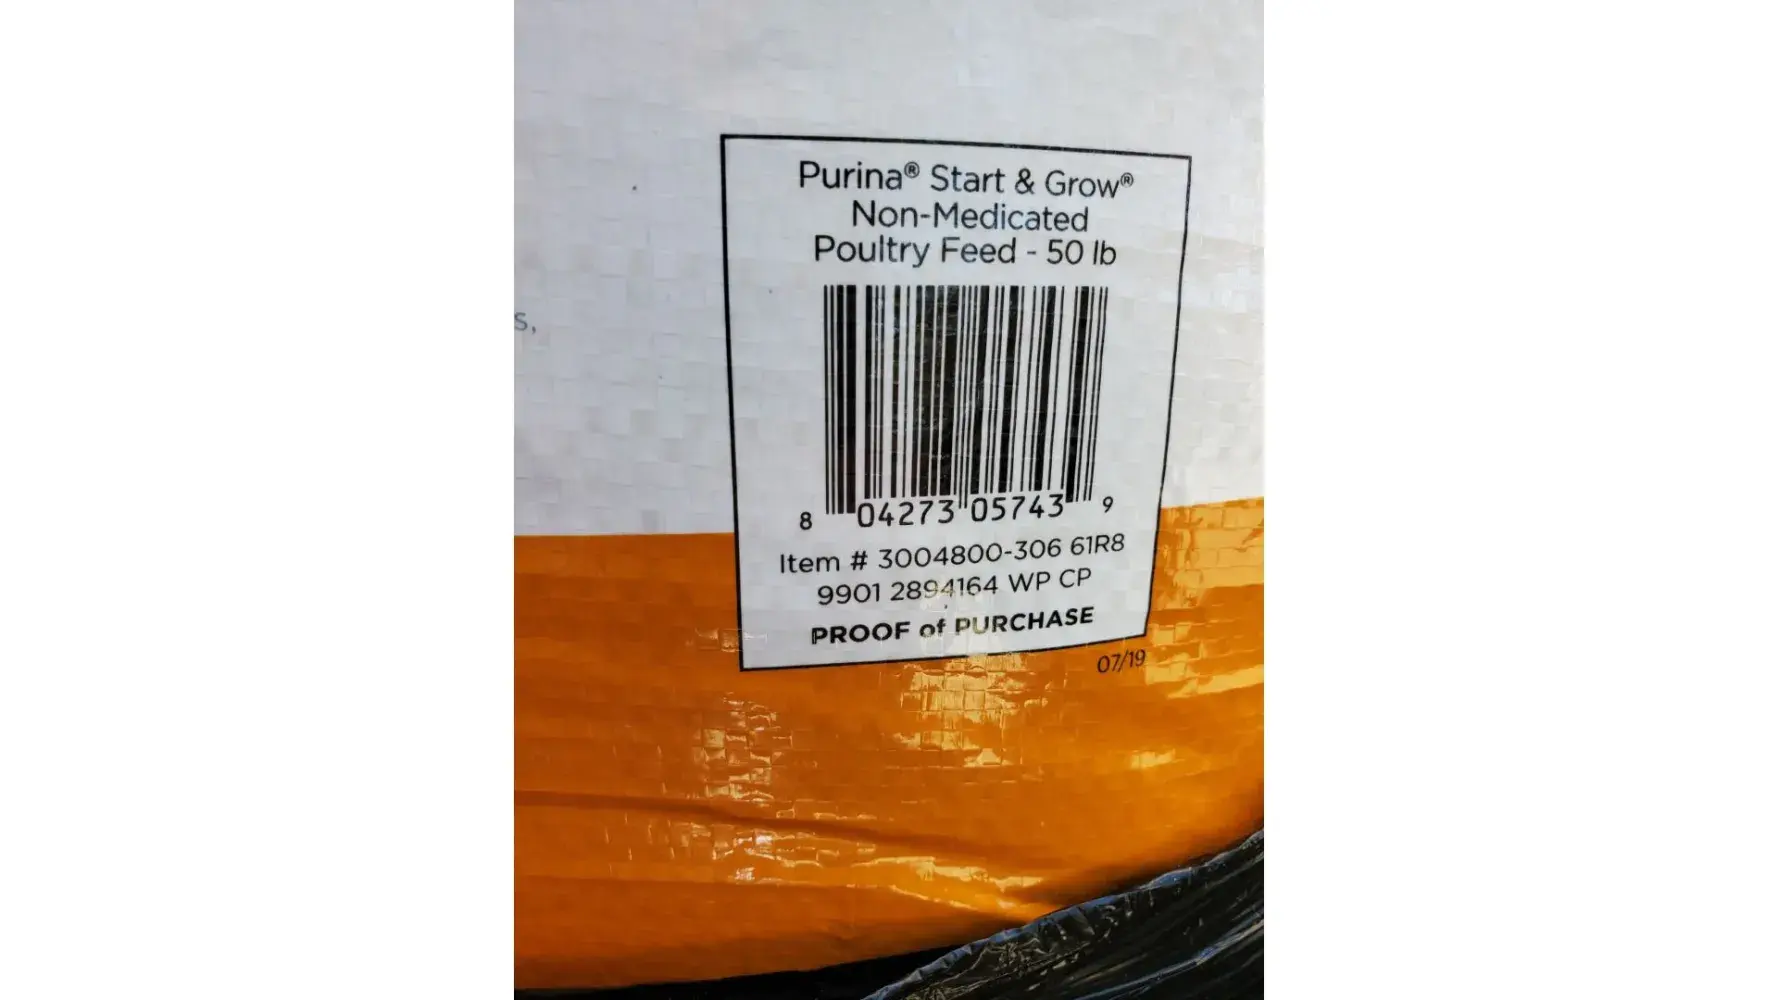 Purina® Start & Grow®
Non-Medicated
Poultry Feed - 50 lb
s,
8 04273 05743 9
Item # 3004800-306 61R8
9901 2894164 WP CP
PROOF of PURCHASE
07/19